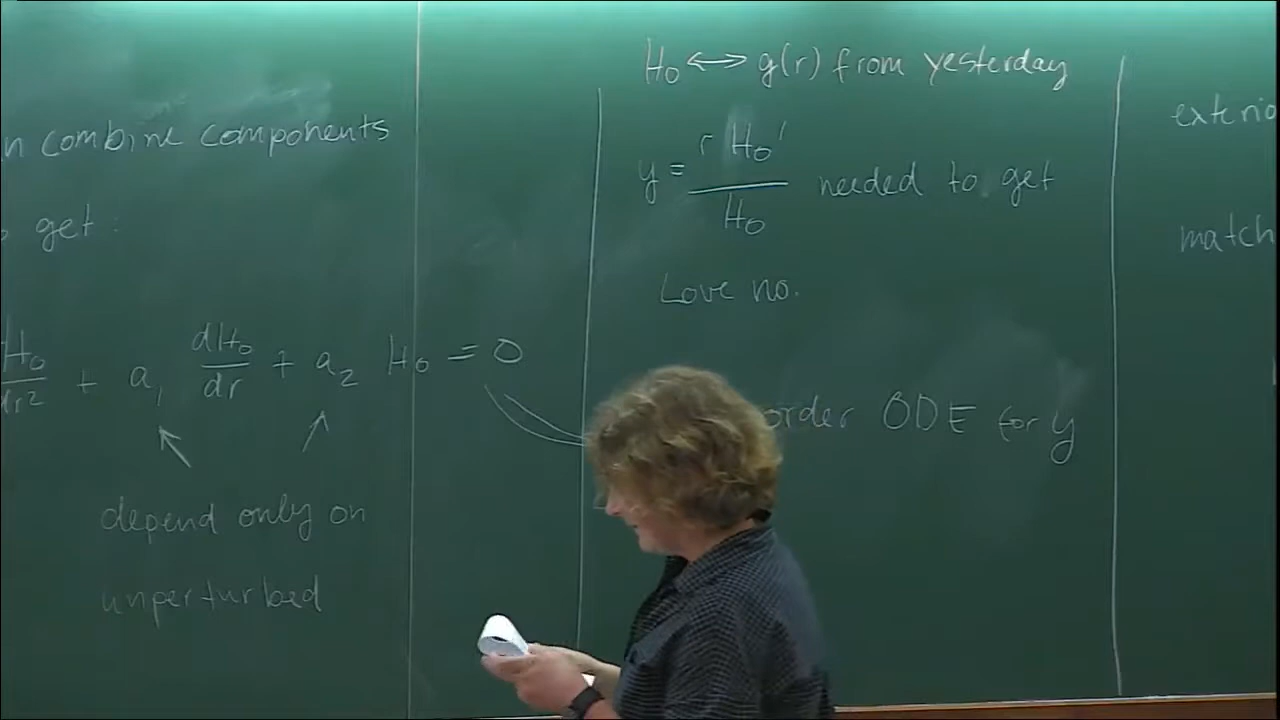 n combine components
get:
H₀/dr² + a₁ dH₀/dr + a₂ H₀ = 0
depend only on
unperturbed
H₀ ⟷ g(r) from yesterday
y = r H₀' / H₀ needed to get
Love no.
order ODE for y
exterio
match